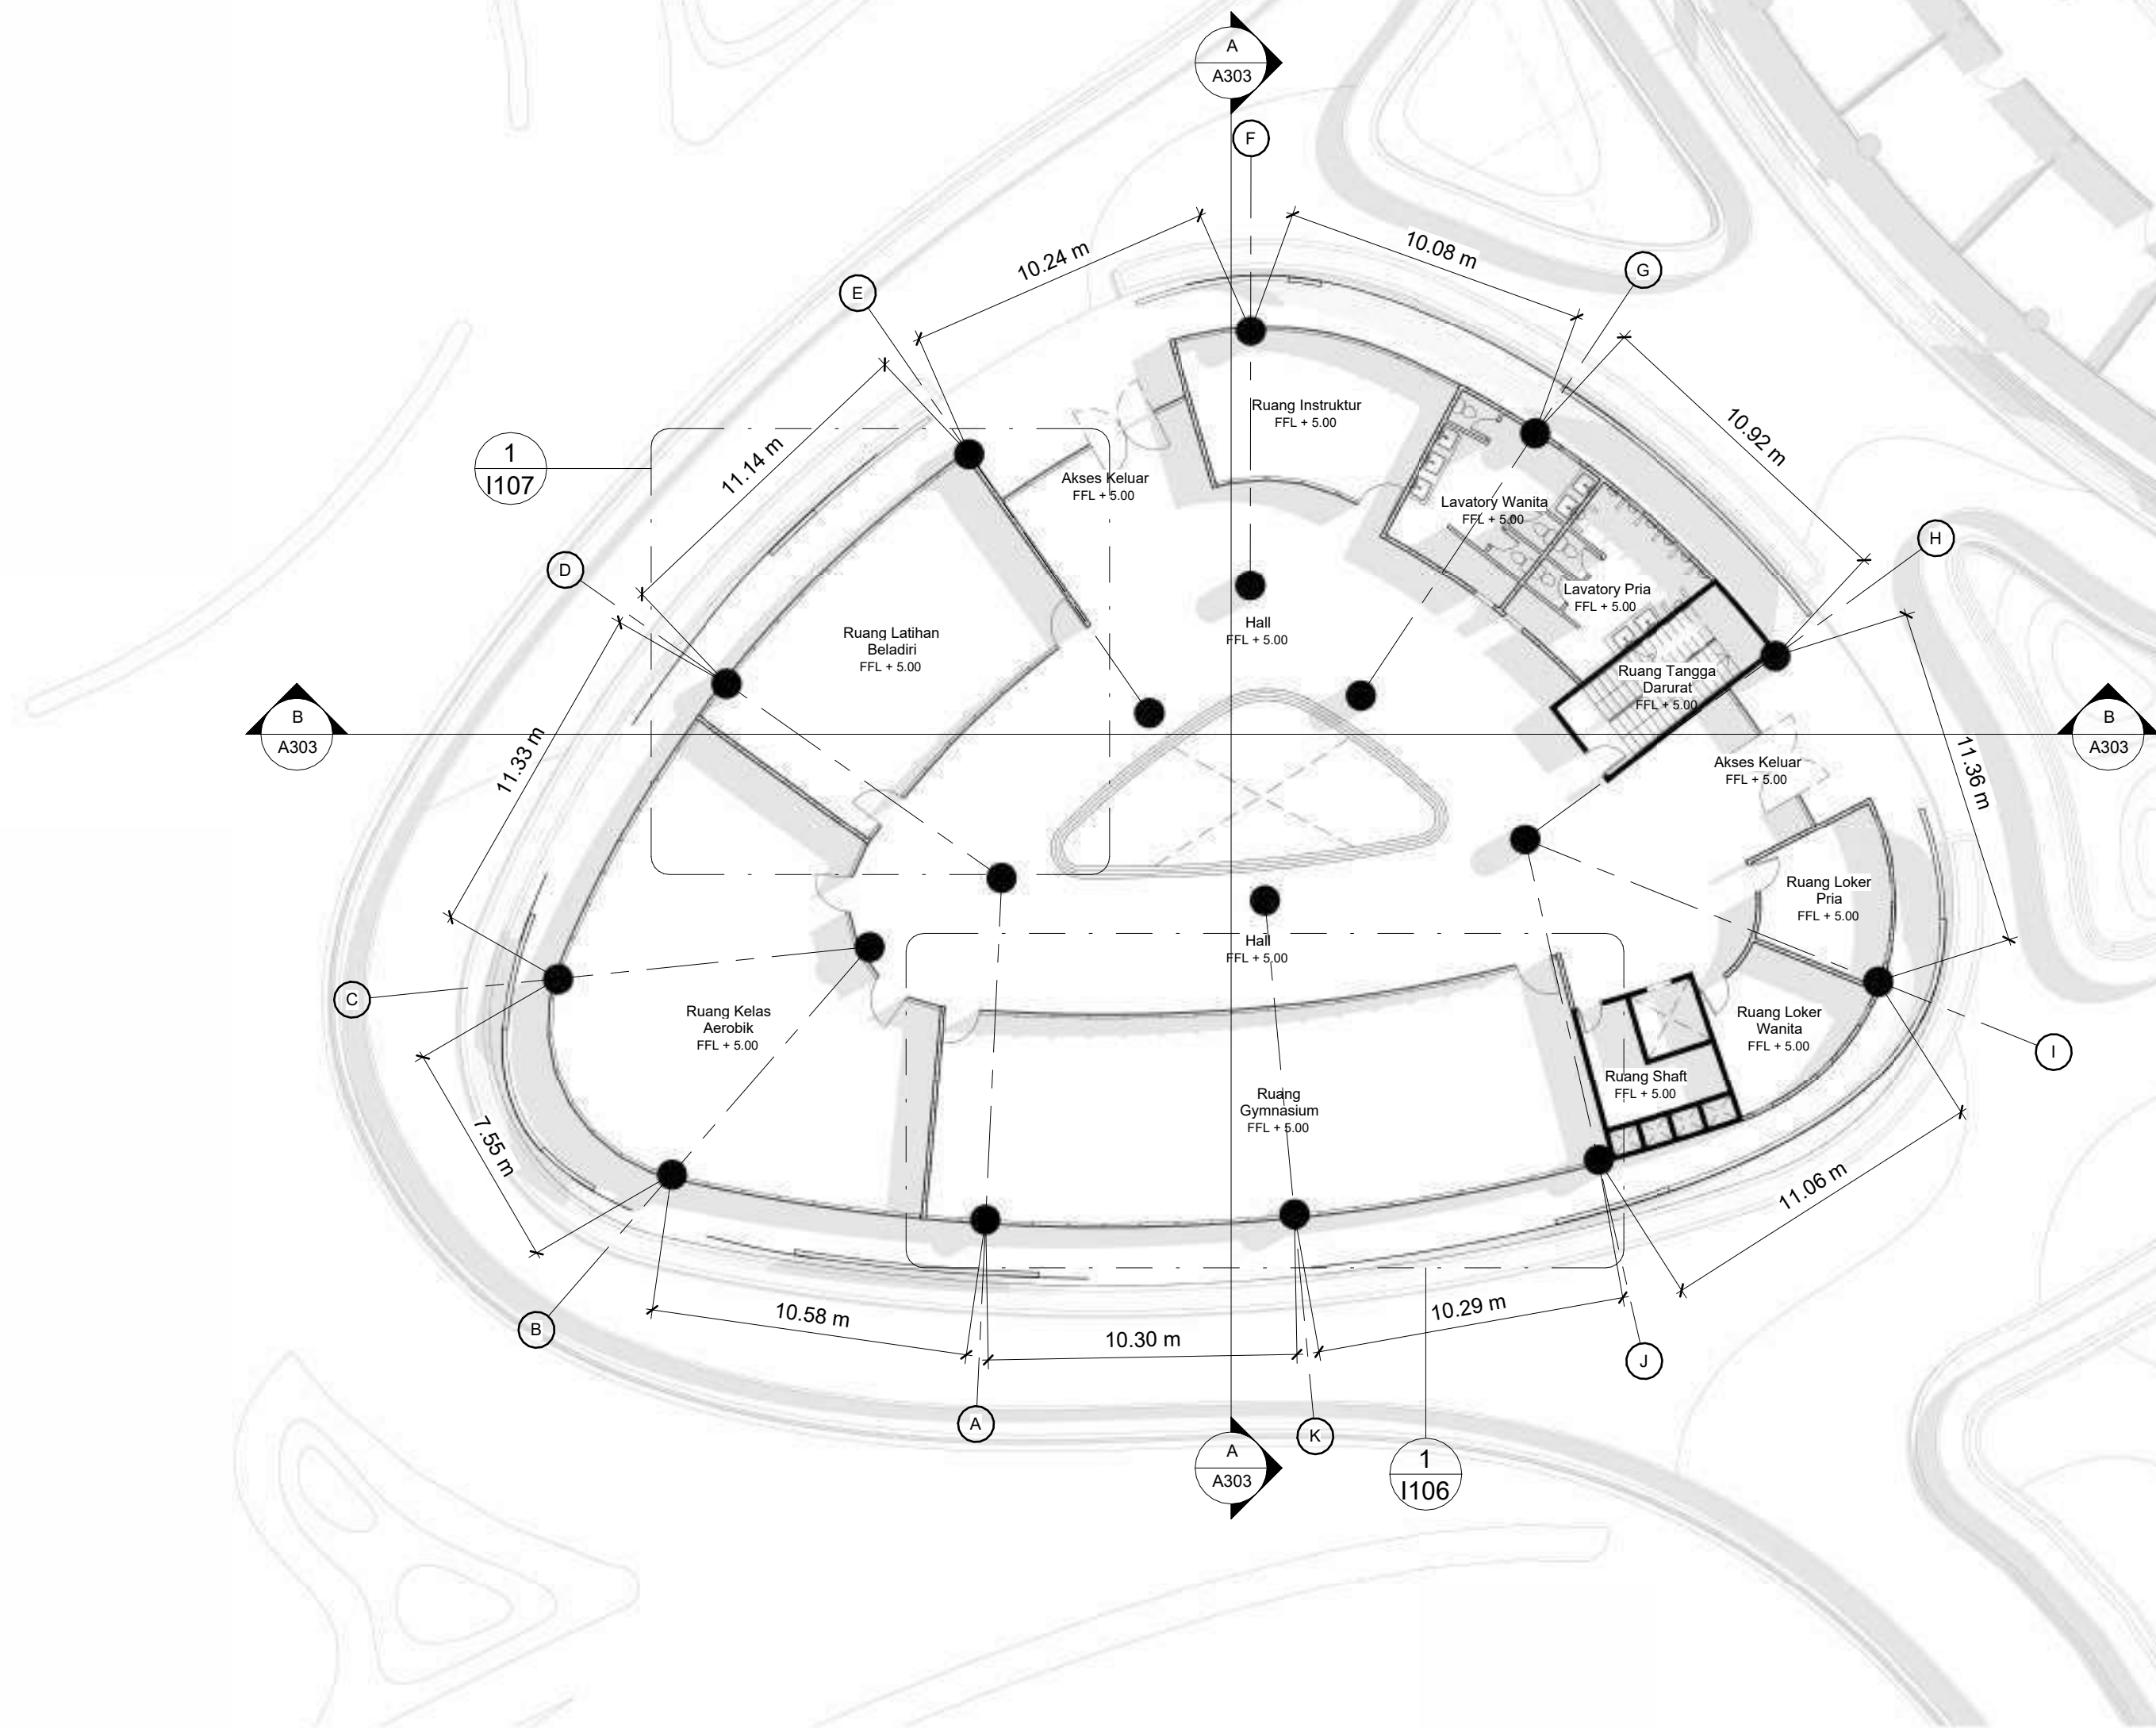 A
A303
F
10.24 m
10.08 m
G
E
10.92 m
Ruang Instruktur
FFL + 5.00
11.14 m
1
I107
Akses Keluar
FFL + 5.00
Lavatory Wanita
FFL + 5.00
H
D
Lavatory Pria
FFL + 5.00
Hall
FFL + 5.00
Ruang Latihan
Beladiri
FFL + 5.00
Ruang Tangga
Darurat
FFL + 5.00
B
A303
B
A303
11.33 m
11.36 m
Akses Keluar
FFL + 5.00
Ruang Loker
Pria
FFL + 5.00
Hall
FFL + 5.00
C
Ruang Kelas
Aerobik
FFL + 5.00
Ruang Loker
Wanita
FFL + 5.00
I
Ruang Shaft
FFL + 5.00
Ruang
Gymnasium
FFL + 5.00
7.55 m
11.06 m
10.58 m
10.30 m
10.29 m
B
J
A
K
A
A303
1
I106